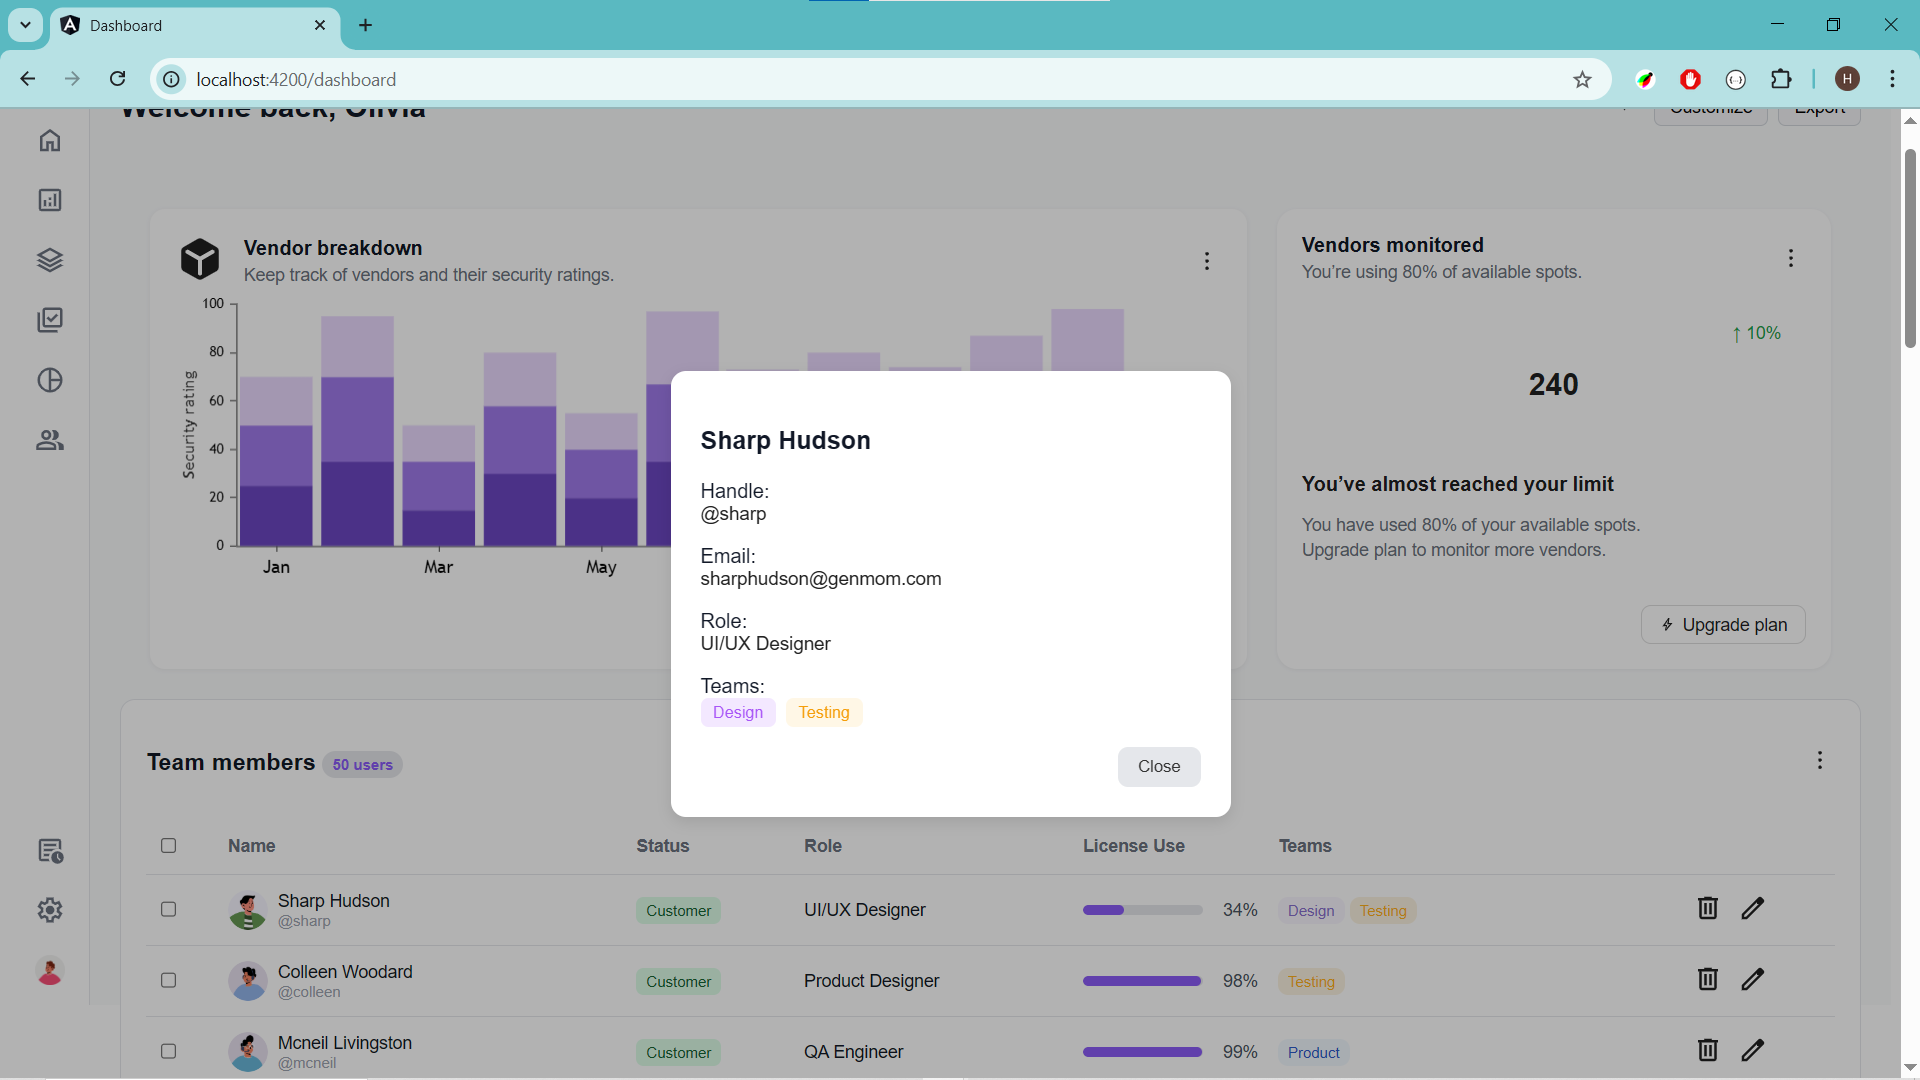 Dashboard
localhost:4200/dashboard
H
Welcome back, Olivia
Customize
Export
Vendor breakdown
Keep track of vendors and their security ratings.
100
80
60
40
20
0
Security rating
Jan
Mar
May
Vendors monitored
You're using 80% of available spots.
↑ 10%
240
You've almost reached your limit
You have used 80% of your available spots.
Upgrade plan to monitor more vendors.
Upgrade plan
Sharp Hudson
Handle:
@sharp
Email:
sharphudson@genmom.com
Role:
UI/UX Designer
Teams:
Design Testing
Close
Team members 50 users
Name Status Role License Use Teams
Sharp Hudson
@sharp
Customer UI/UX Designer 34% Design Testing
Colleen Woodard
@colleen
Customer Product Designer 98% Testing
Mcneil Livingston
@mcneil
Customer QA Engineer 99% Product